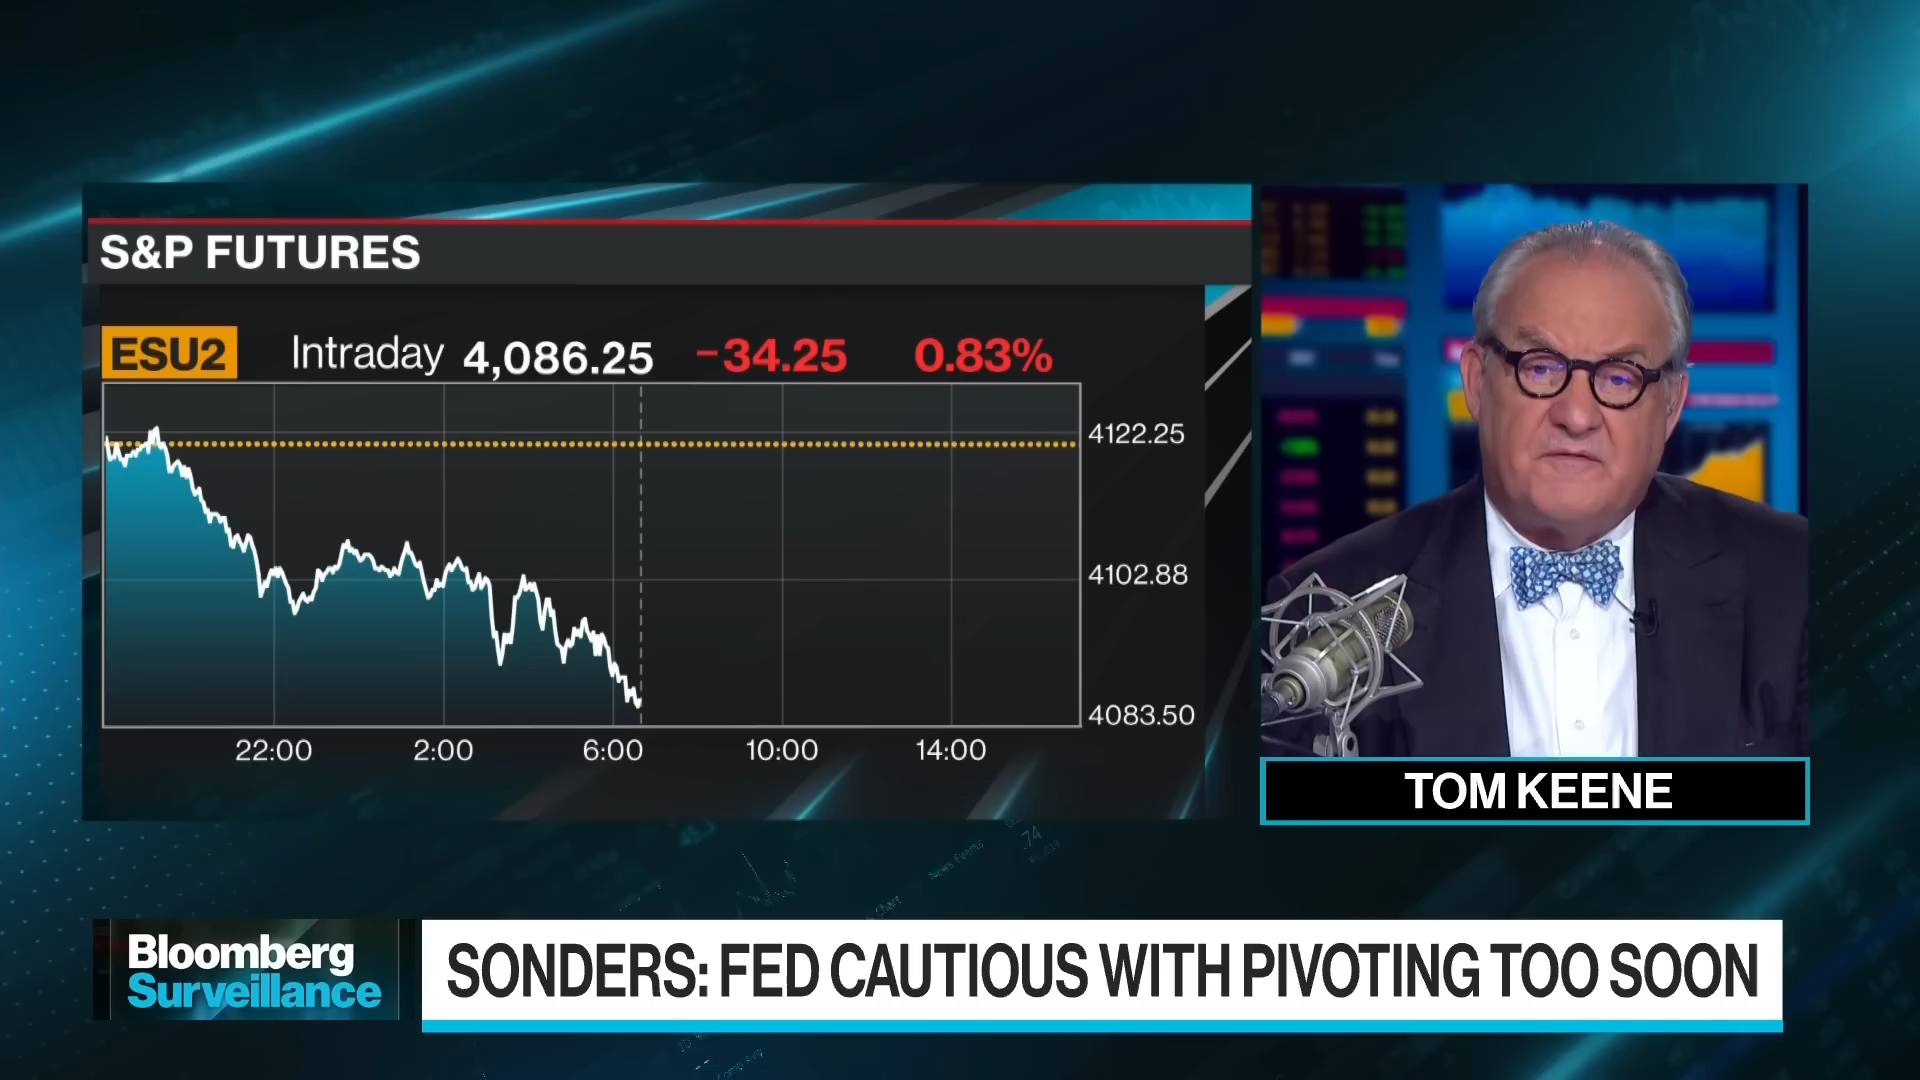 S&P FUTURES
ESU2 Intraday 4,086.25 -34.25 0.83%
4122.25
4102.88
4083.50
22:00 2:00 6:00 10:00 14:00
TOM KEENE
Bloomberg
Surveillance
SONDERS: FED CAUTIOUS WITH PIVOTING TOO SOON